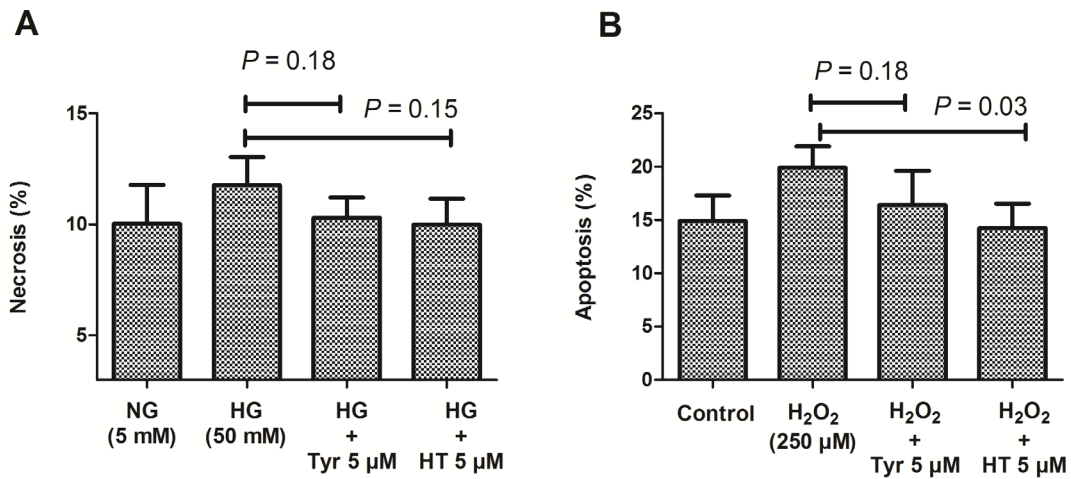 A
P = 0.18
P = 0.15
Necrosis (%)
15
10
5
NG
(5 mM)
HG
(50 mM)
HG
+
Tyr 5 µM
HG
+
HT 5 µM
B
P = 0.18
P = 0.03
Apoptosis (%)
25
20
15
10
5
0
Control
H₂O₂
(250 µM)
H₂O₂
+
Tyr 5 µM
H₂O₂
+
HT 5 µM